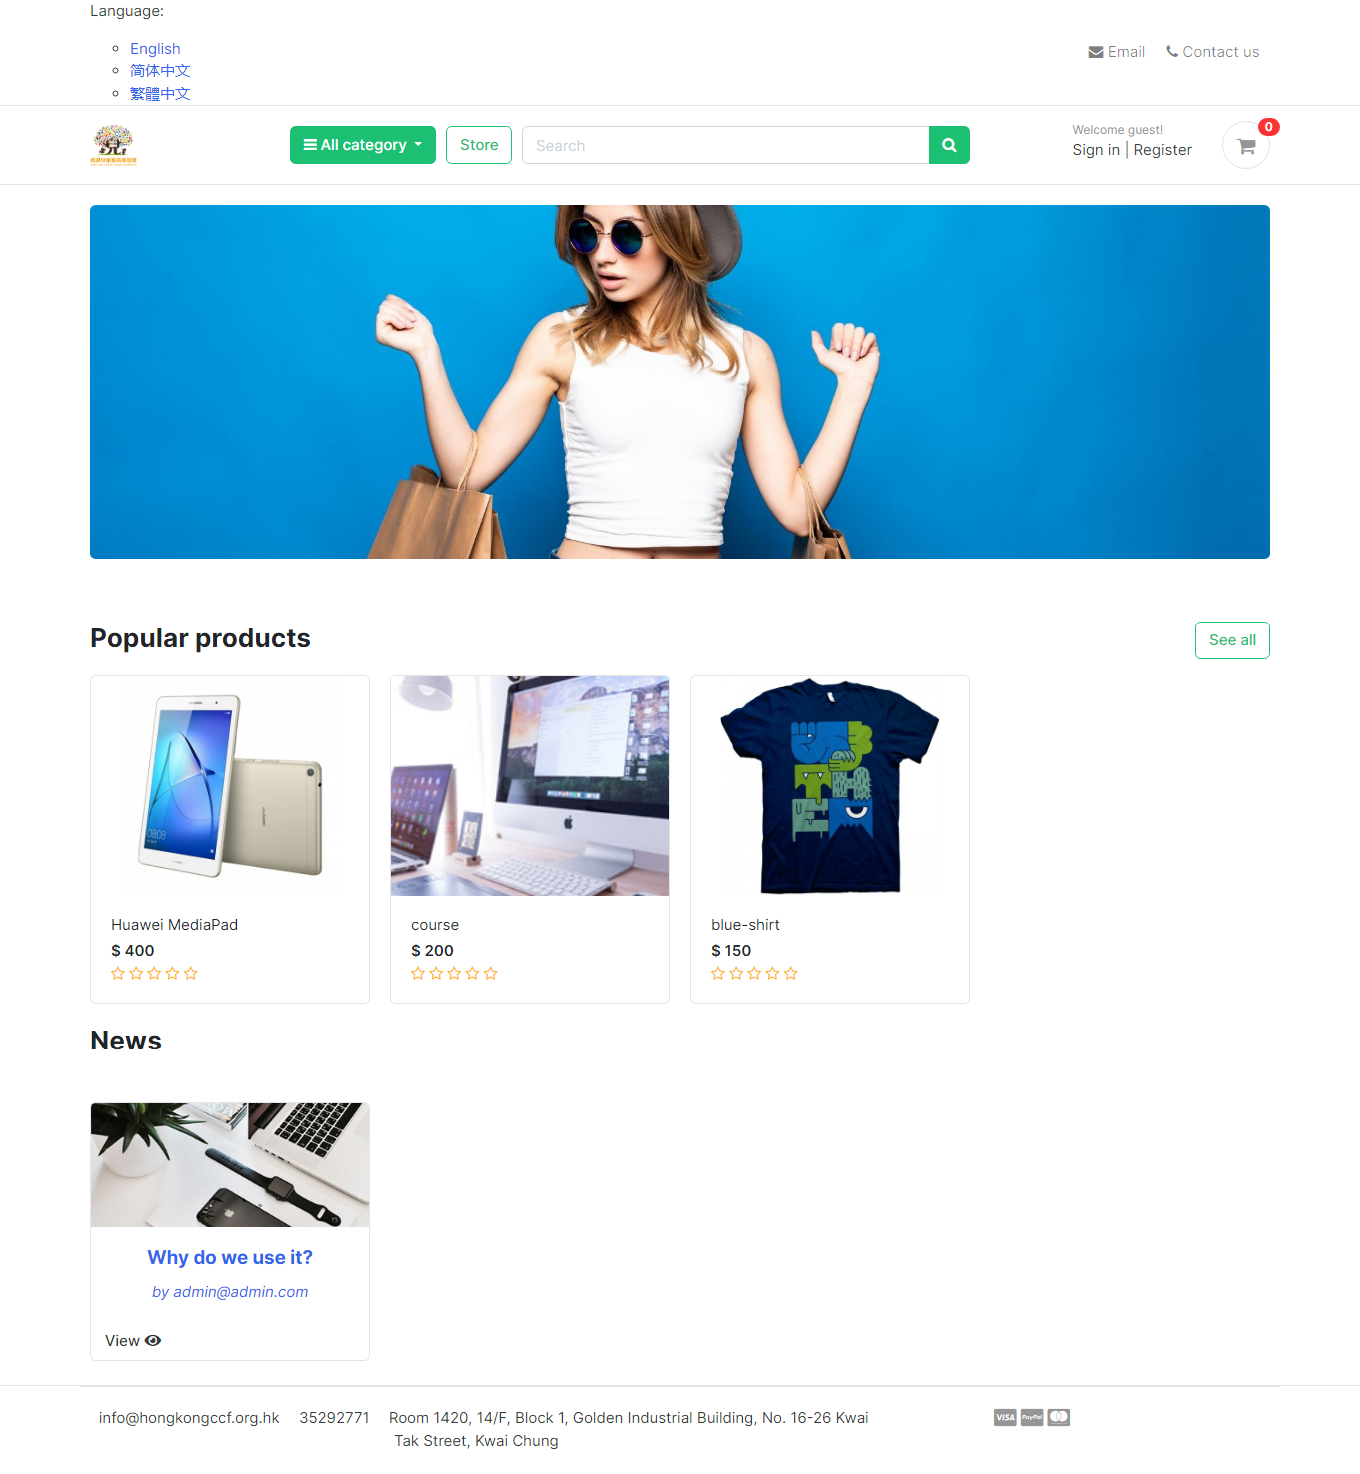 Language:
English
简体中文
繁體中文
Email
Contact us
All category
Store
Search
Welcome guest!
Sign in | Register
0
Popular products
See all
08:08
HUAWEI
Huawei MediaPad
$ 400
course
$ 200
blue-shirt
$ 150
News
Why do we use it?
by admin@admin.com
View
info@hongkongccf.org.hk
35292771
Room 1420, 14/F, Block 1, Golden Industrial Building, No. 16-26 Kwai
Tak Street, Kwai Chung
VISA
PayPal